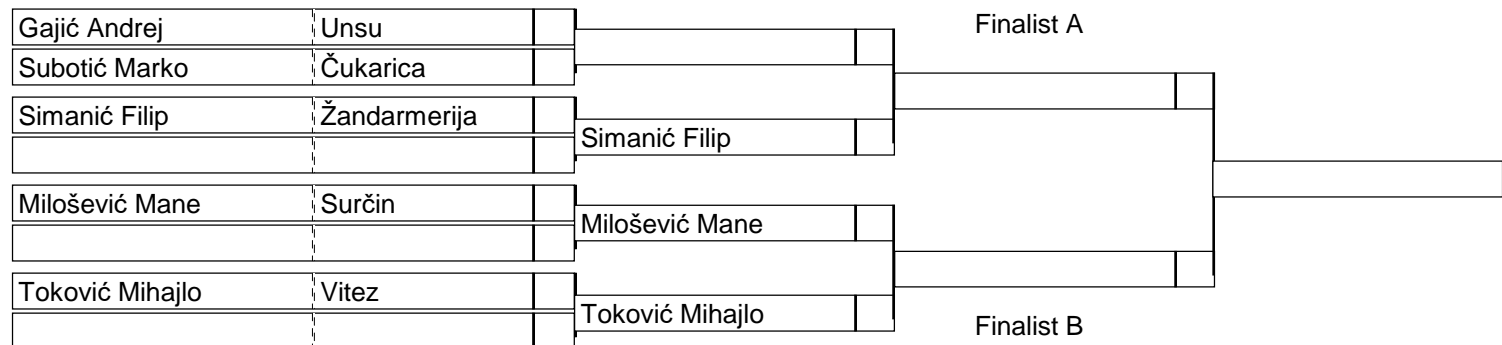 Gajić Andrej Unsu
Finalist A
Subotić Marko Čukarica
Simanić Filip Žandarmerija
Simanić Filip
Milošević Mane Surčin
Milošević Mane
Toković Mihajlo Vitez
Toković Mihajlo
Finalist B